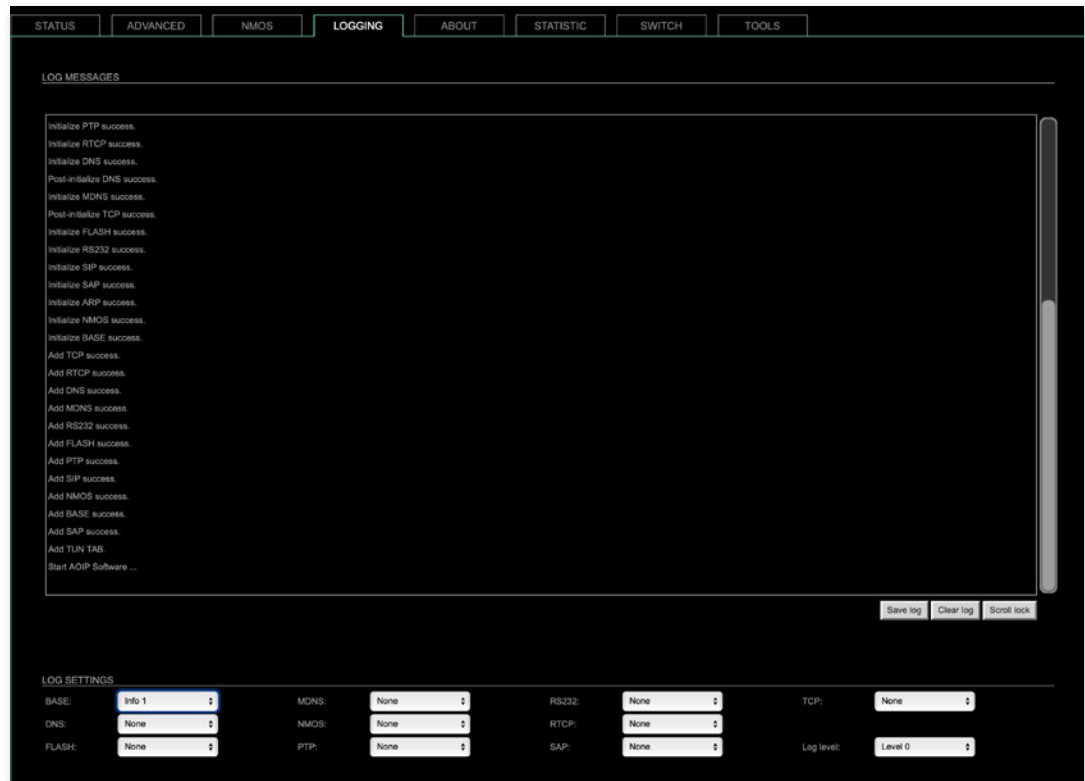 STATUS ADVANCED NMOS LOGGING ABOUT STATISTIC SWITCH TOOLS
LOG MESSAGES
Initialize PTP success.
Initialize RTCP success.
Initialize DNS success.
Post-initialize DNS success.
Initialize MDNS success.
Post-initialize TCP success.
Initialize FLASH success.
Initialize RS232 success.
Initialize SIP success.
Initialize SAP success.
Initialize ARP success.
Initialize NMOS success.
Initialize BASE success.
Add TCP success.
Add RTCP success.
Add DNS success.
Add MDNS success.
Add RS232 success.
Add FLASH success.
Add PTP success.
Add SIP success.
Add NMOS success.
Add BASE success.
Add SAP success.
Add TUN TAB.
Start AOIP Software ...
Save log Clear log Scroll lock
LOG SETTINGS
BASE: Info 1 MDNS: None RS232: None TCP: None
DNS: None NMOS: None RTCP: None
FLASH: None PTP: None SAP: None Log level: Level 0